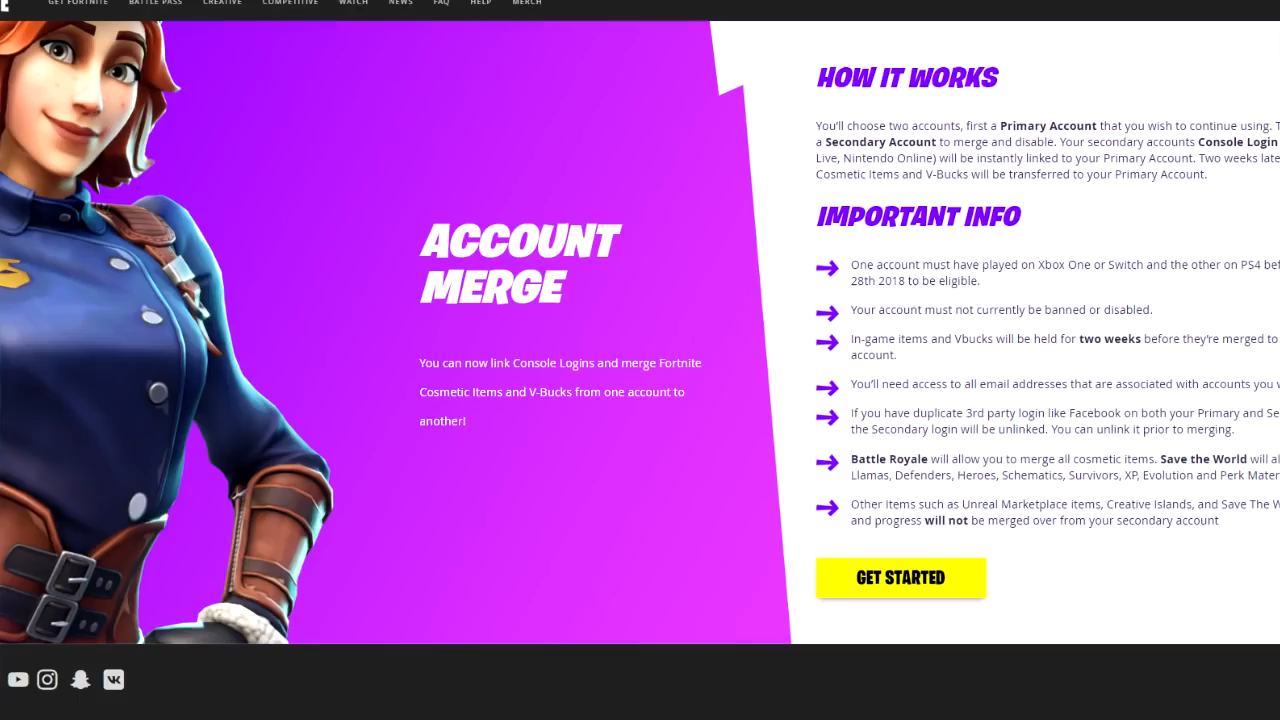 GET FORTNITE BATTLE PASS CREATIVE COMPETITIVE WATCH NEWS FAQ HELP MERCH
ACCOUNT
MERGE
You can now link Console Logins and merge Fortnite
Cosmetic Items and V-Bucks from one account to
another!
HOW IT WORKS
You'll choose two accounts, first a Primary Account that you wish to continue using.
a Secondary Account to merge and disable. Your secondary accounts Console Login
Live, Nintendo Online) will be instantly linked to your Primary Account. Two weeks
Cosmetic Items and V-Bucks will be transferred to your Primary Account.
IMPORTANT INFO
One account must have played on Xbox One or Switch and the other on PS4
28th 2018 to be eligible.
Your account must not currently be banned or disabled.
In-game items and Vbucks will be held for two weeks before they're merged to
account.
You'll need access to all email addresses that are associated with accounts you
If you have duplicate 3rd party login like Facebook on both your Primary and
the Secondary login will be unlinked. You can unlink it prior to merging.
Battle Royale will allow you to merge all cosmetic items. Save the World will
Llamas, Defenders, Heroes, Schematics, Survivors, XP, Evolution and Perk
Other Items such as Unreal Marketplace items, Creative Islands, and Save The
and progress will not be merged over from your secondary account
GET STARTED